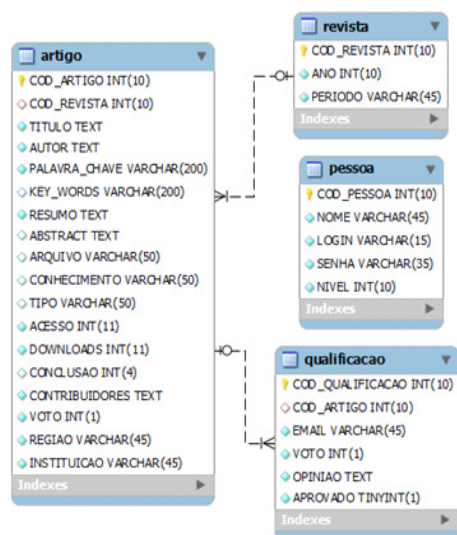 artigo
COD_ARTIGO INT(10)
COD_REVISTA INT(10)
TITULO TEXT
AUTOR TEXT
PALAVRA_CHAVE VARCHAR(200)
KEY_WORDS VARCHAR(200)
RESUMO TEXT
ABSTRACT TEXT
ARQUIVO VARCHAR(50)
CONHECIMENTO VARCHAR(50)
TIPO VARCHAR(50)
ACESSO INT(11)
DOWNLOADS INT(11)
CONCLUSAO INT(4)
CONTRIBUIDORES TEXT
VOTO INT(1)
REGIAO VARCHAR(45)
INSTITUICAO VARCHAR(45)
Indexes
revista
COD_REVISTA INT(10)
ANO INT(10)
PERIODO VARCHAR(45)
Indexes
pessoa
COD_PESSOA INT(10)
NOME VARCHAR(45)
LOGIN VARCHAR(15)
SENHA VARCHAR(35)
NIVEL INT(10)
Indexes
qualificacao
COD_QUALIFICACAO INT(10)
COD_ARTIGO INT(10)
EMAIL VARCHAR(45)
VOTO INT(1)
OPINIAO TEXT
APROVADO TINYINT(1)
Indexes